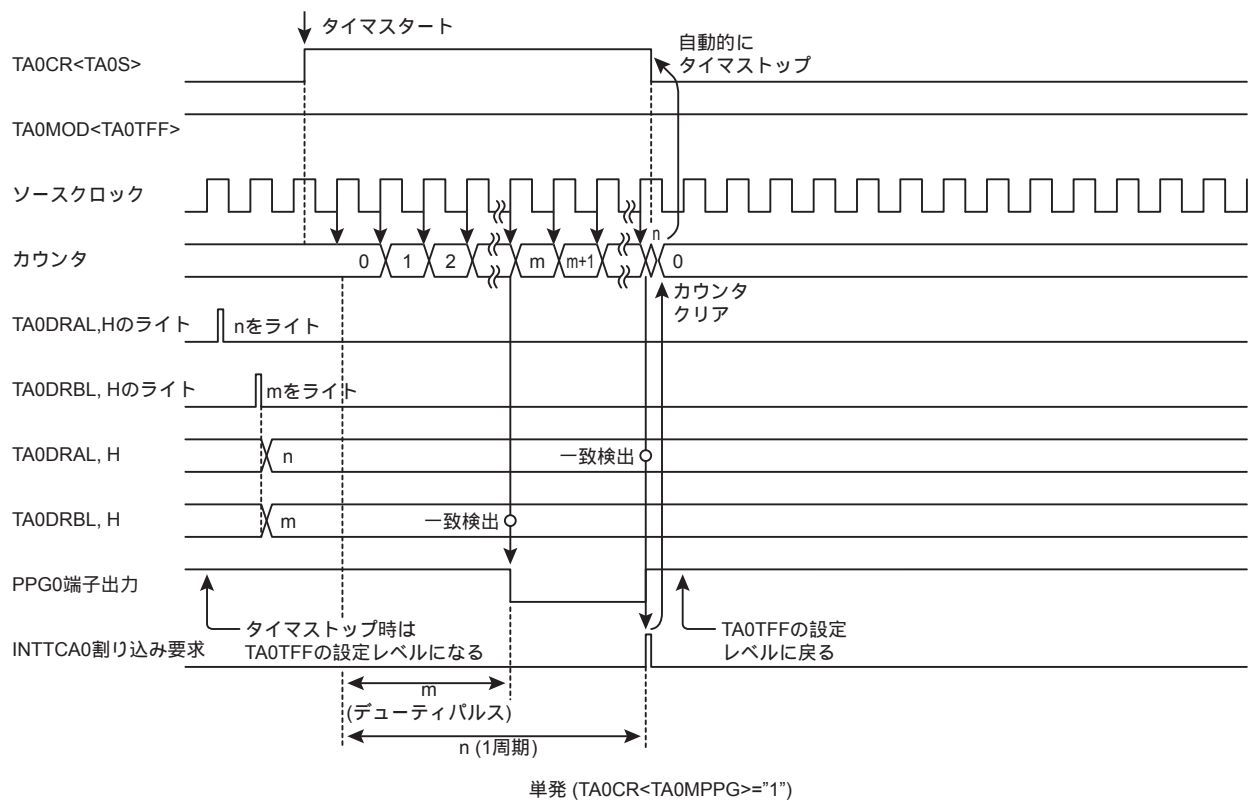 タイマスタート
TA0CR<TA0S>
自動的に
タイマストップ
TA0MOD<TA0TFF>
ソースクロック
カウンタ
0
1
2
m
m+1
n
0
カウンタ
クリア
TA0DRAL,Hのライト
nをライト
TA0DRBL, Hのライト
mをライト
TA0DRAL, H
n
一致検出
TA0DRBL, H
m
一致検出
PPG0端子出力
タイマストップ時は
TA0TFFの設定レベルになる
TA0TFFの設定
レベルに戻る
INTTCA0割り込み要求
m
(デューティパルス)
n (1周期)
単発 (TA0CR<TA0MPPG>=”1”)